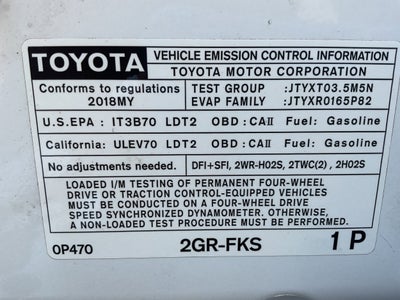 TOYOTA VEHICLE EMISSION CONTROL INFORMATION
TOYOTA MOTOR CORPORATION
Conforms to regulations TEST GROUP :JTYXT03.5M5N
2018MY EVAP FAMILY :JTYXR0165P82
U.S.EPA : IT3B70 LDT2 OBD : CAⅡ Fuel: Gasoline
California: ULEV70 LDT2 OBD : CAⅡ Fuel: Gasoline
No adjustments needed. DFI+SFI, 2WR-HO2S, 2TWC(2), 2HO2S
LOADED I/M TESTING OF PERMANENT FOUR-WHEEL
DRIVE OR TRACTION CONTROL-EQUIPPED VEHICLES
MUST BE CONDUCTED ON A FOUR-WHEEL DRIVE
SPEED SYNCHRONIZED DYNAMOMETER. OTHERWISE,
A NON-LOADED TEST PROCEDURE MUST BE USED.
0P470 2GR-FKS 1 P